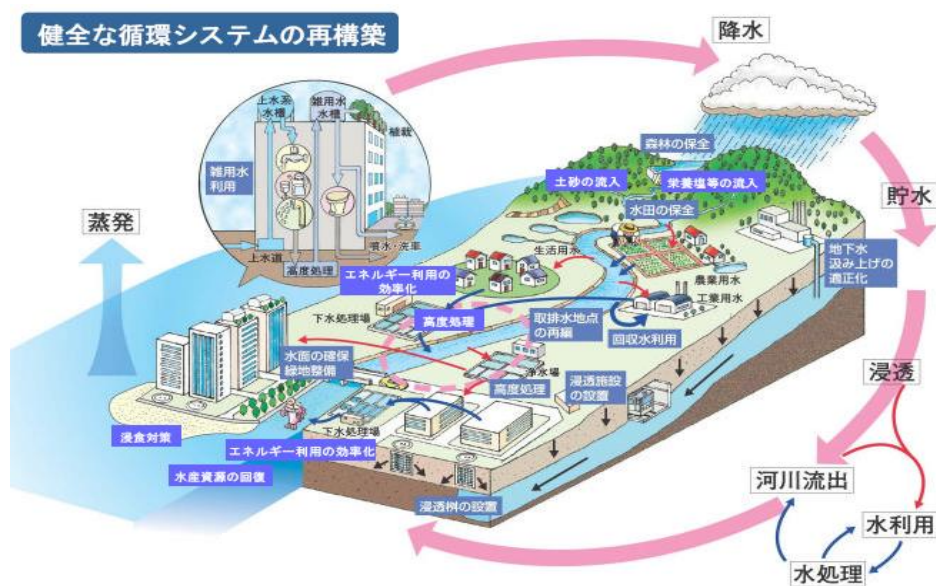 健全な循環システムの再構築
降水
上水系
水槽
雑用水
水槽
植栽
雑用水
利用
森林の保全
土砂の流入
栄養塩等の流入
貯水
水田の保全
蒸発
噴水・洗車
生活用水
上水道
高度処理
地下水
汲み上げの
適正化
エネルギー利用の
効率化
農業用水
工業用水
下水処理場
高度処理
取排水地点
の再編
回収水利用
水面の確保
緑地整備
浄水場
高度処理
浸透施設
の設置
浸透
浸食対策
下水処理場
エネルギー利用の効率化
水産資源の回復
浸透桝の設置
河川流出
水利用
水処理